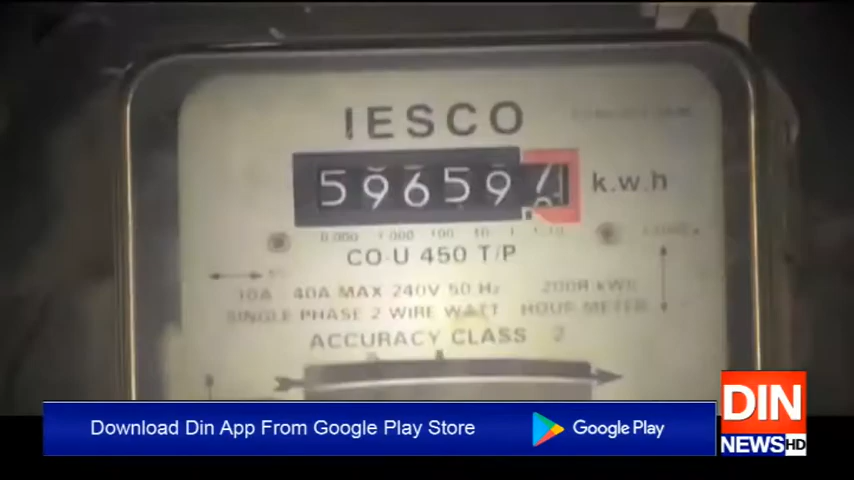 IESCO
596597 k.w.h
CO-U 450 T/P
10A 40A MAX 240V 50 Hz
SINGLE PHASE 2 WIRE WATT HOUR METER
ACCURACY CLASS 2
Download Din App From Google Play Store
Google Play
DIN
NEWS HD